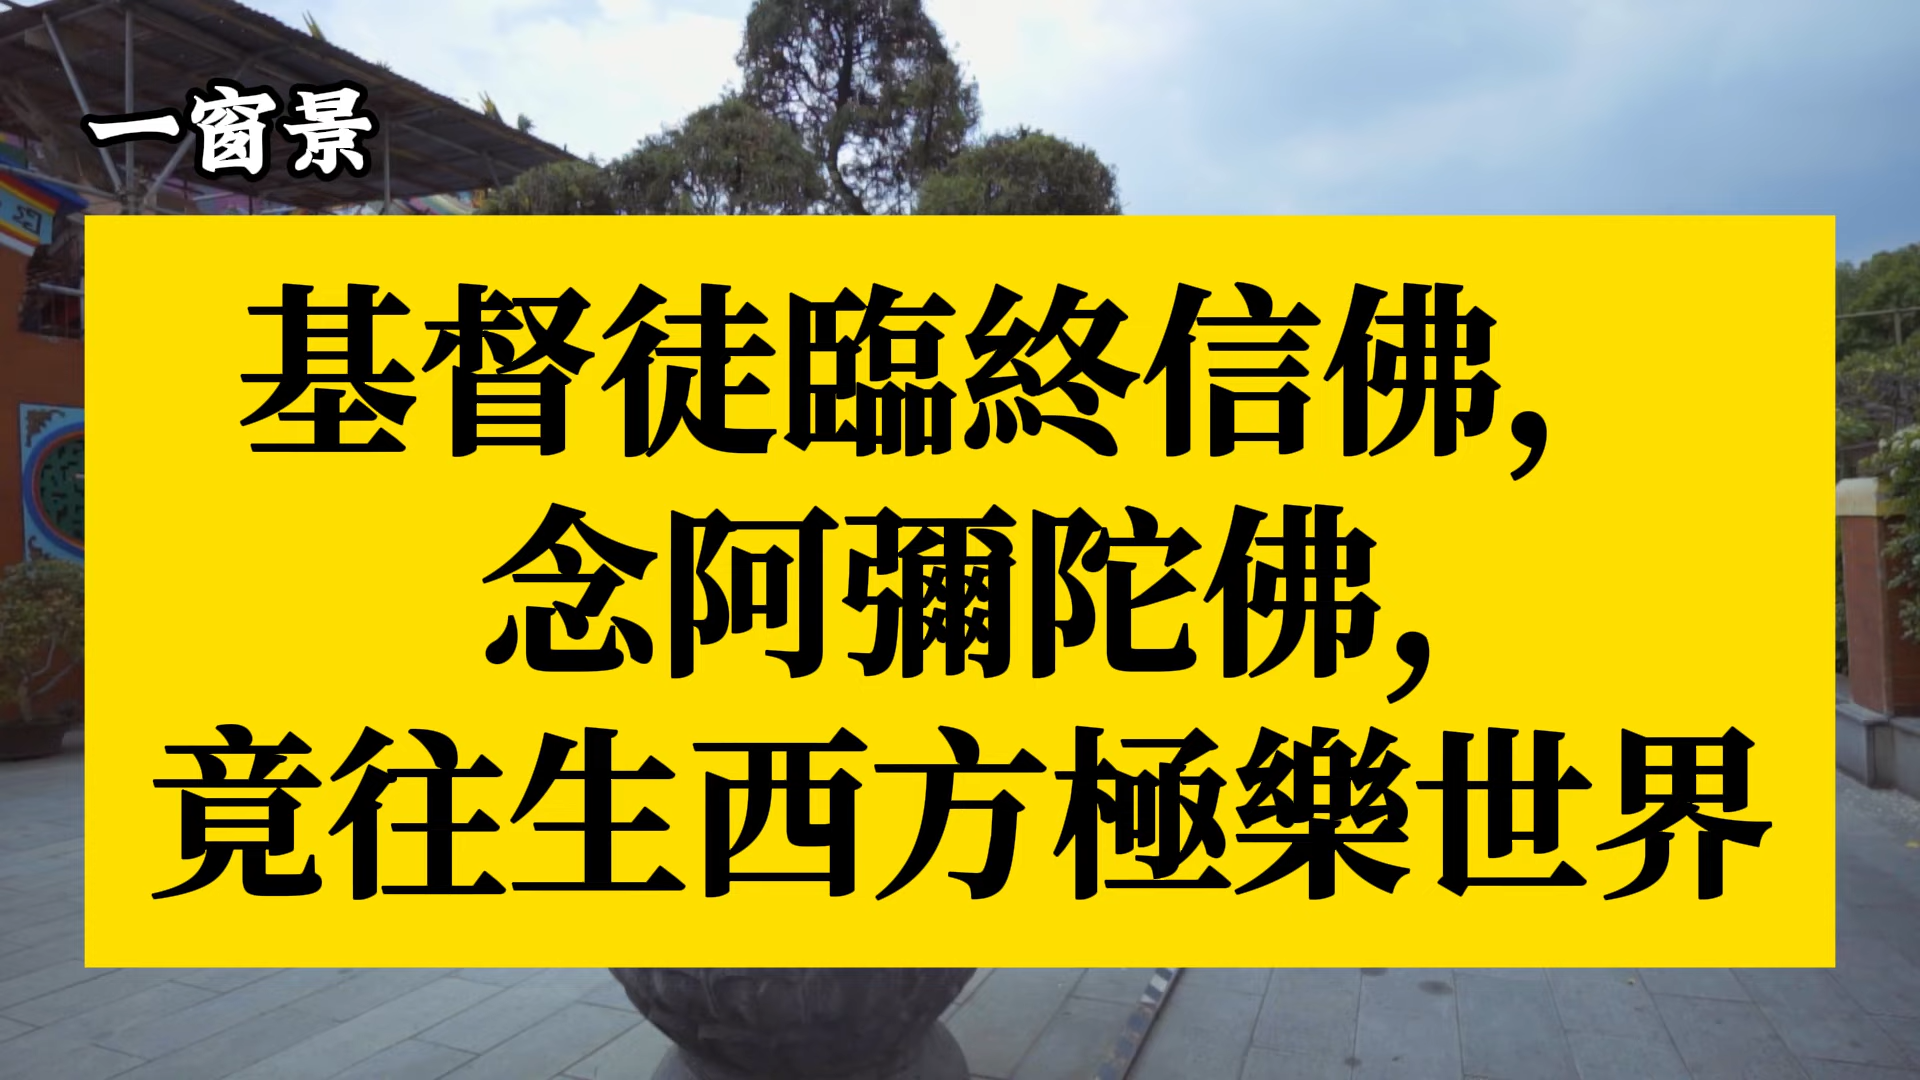 一窗景
基督徒臨終信佛,
念阿彌陀佛,
竟往生西方極樂世界